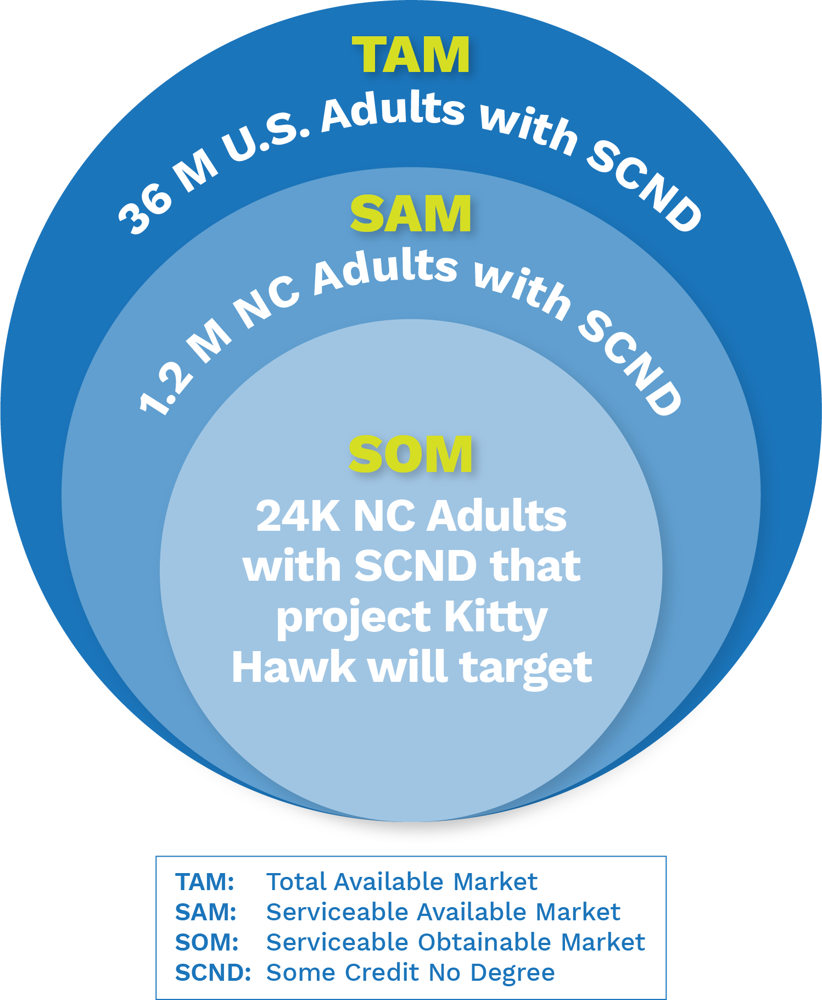 TAM
36 M U.S. Adults with SCND
SAM
1.2 M NC Adults with SCND
SOM
24K NC Adults
with SCND that
project Kitty
Hawk will target
TAM: Total Available Market
SAM: Serviceable Available Market
SOM: Serviceable Obtainable Market
SCND: Some Credit No Degree